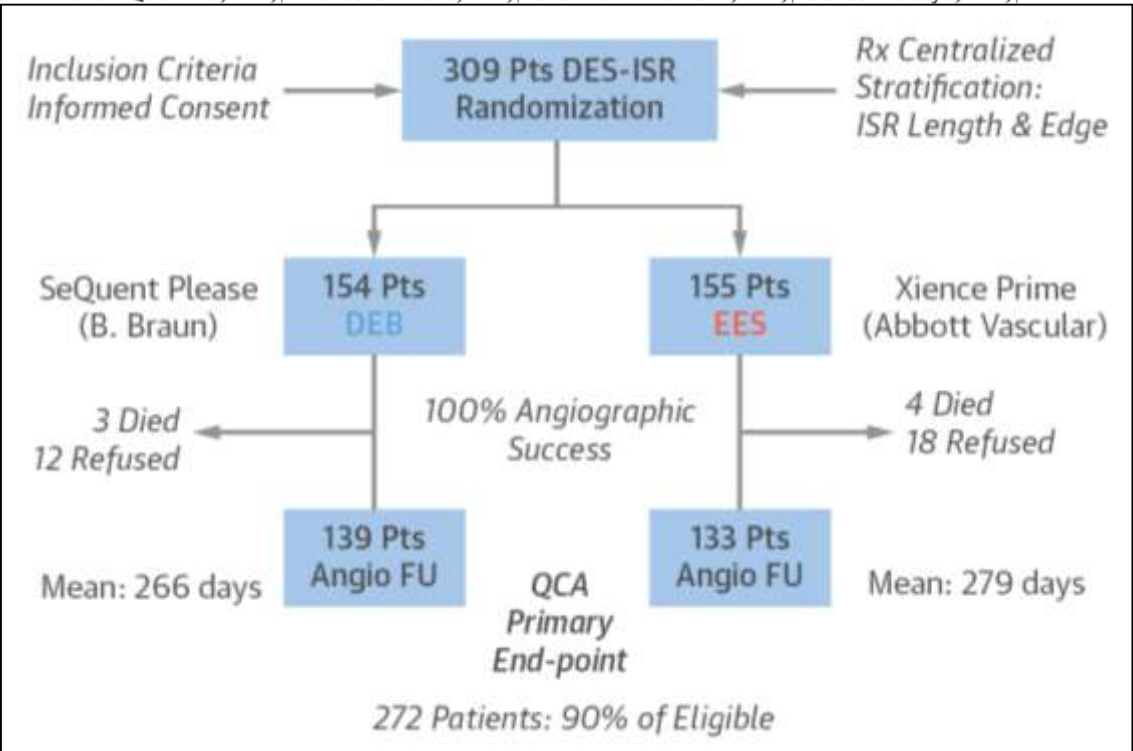 Inclusion Criteria
Informed Consent
309 Pts DES-ISR
Randomization
Rx Centralized
Stratification:
ISR Length & Edge
SeQuent Please
(B. Braun)
154 Pts
DEB
155 Pts
EES
Xience Prime
(Abbott Vascular)
3 Died
12 Refused
100% Angiographic
Success
4 Died
18 Refused
Mean: 266 days
139 Pts
Angio FU
QCA
Primary
End-point
133 Pts
Angio FU
Mean: 279 days
272 Patients: 90% of Eligible